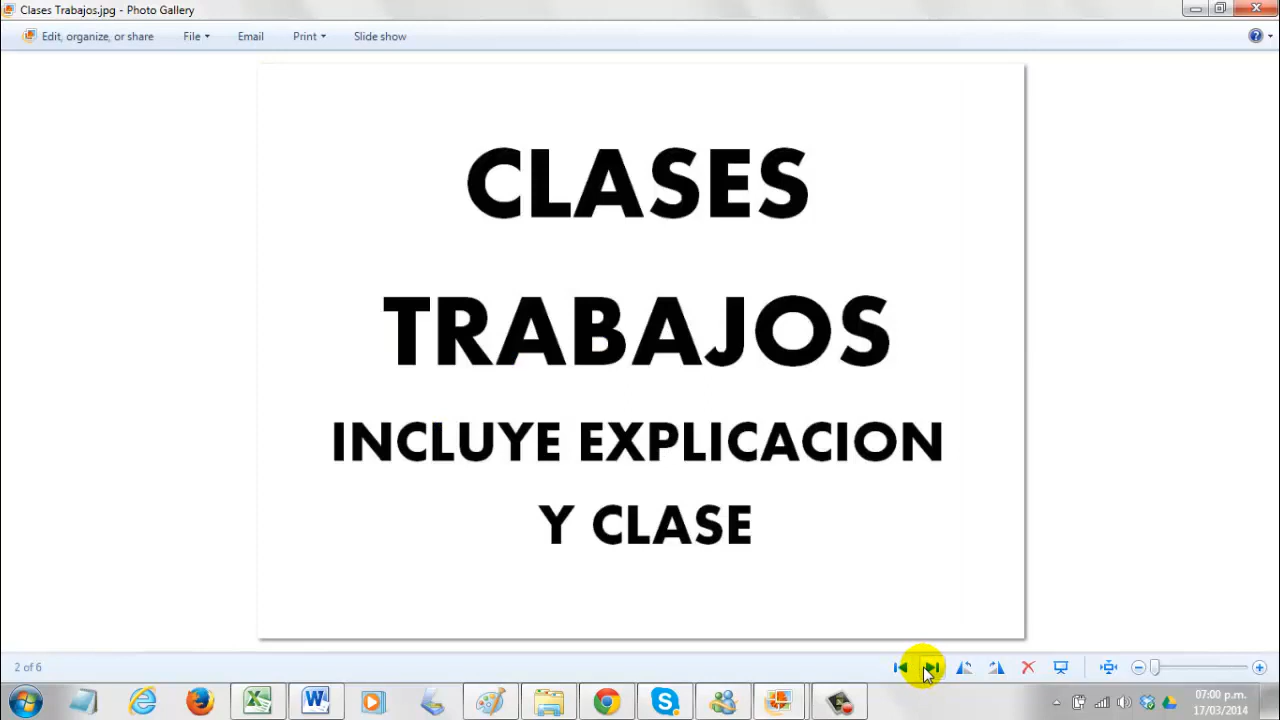 Clases Trabajos.jpg - Photo Gallery
Edit, organize, or share File Email Print Slide show
CLASES
TRABAJOS
INCLUYE EXPLICACION
Y CLASE
2 of 6
07:00 p.m.
17/03/2014